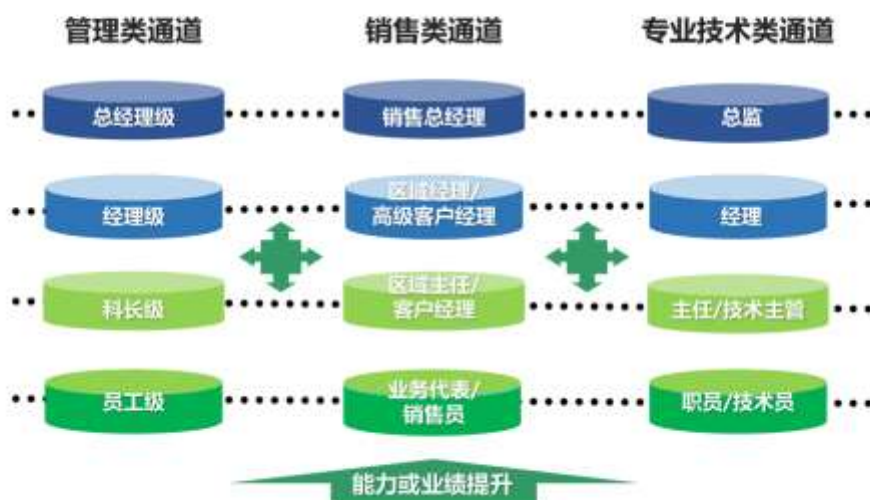 管理类通道
销售类通道
专业技术类通道
总经理级
销售总经理
总监
经理级
区域经理/
高级客户经理
经理
科长级
区域主任/
客户经理
主任/技术主管
员工级
业务代表/
销售员
职员/技术员
能力或业绩提升